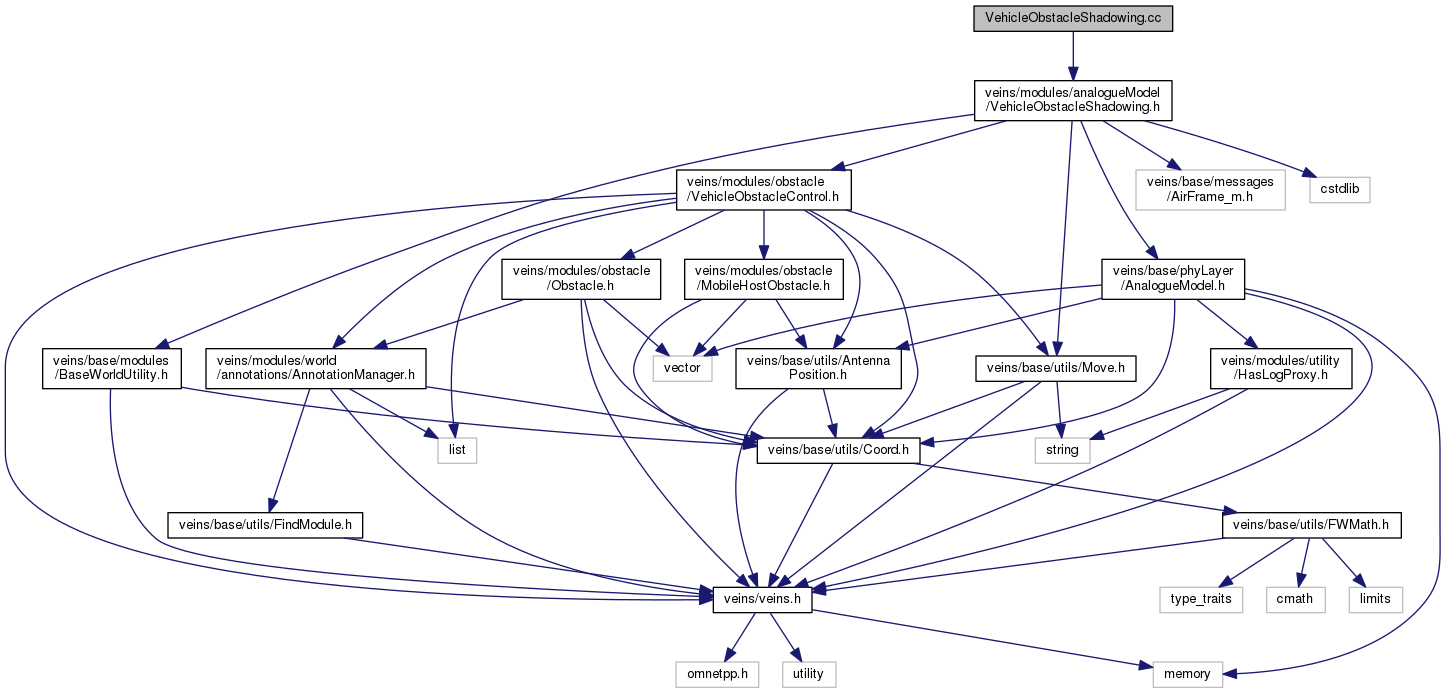 VehicleObstacleShadowing.cc
veins/modules/analogueModel
/VehicleObstacleShadowing.h
veins/modules/obstacle
/VehicleObstacleControl.h
veins/base/messages
/AirFrame_m.h
cstdlib
veins/modules/obstacle
/Obstacle.h
veins/modules/obstacle
/MobileHostObstacle.h
veins/base/phyLayer
/AnalogueModel.h
veins/base/modules
/BaseWorldUtility.h
veins/modules/world
/annotations/AnnotationManager.h
vector
veins/base/utils/Antenna
Position.h
veins/base/utils/Move.h
veins/modules/utility
/HasLogProxy.h
list
veins/base/utils/Coord.h
string
veins/base/utils/FindModule.h
veins/base/utils/FWMath.h
veins/veins.h
type_traits
cmath
limits
omnetpp.h
utility
memory